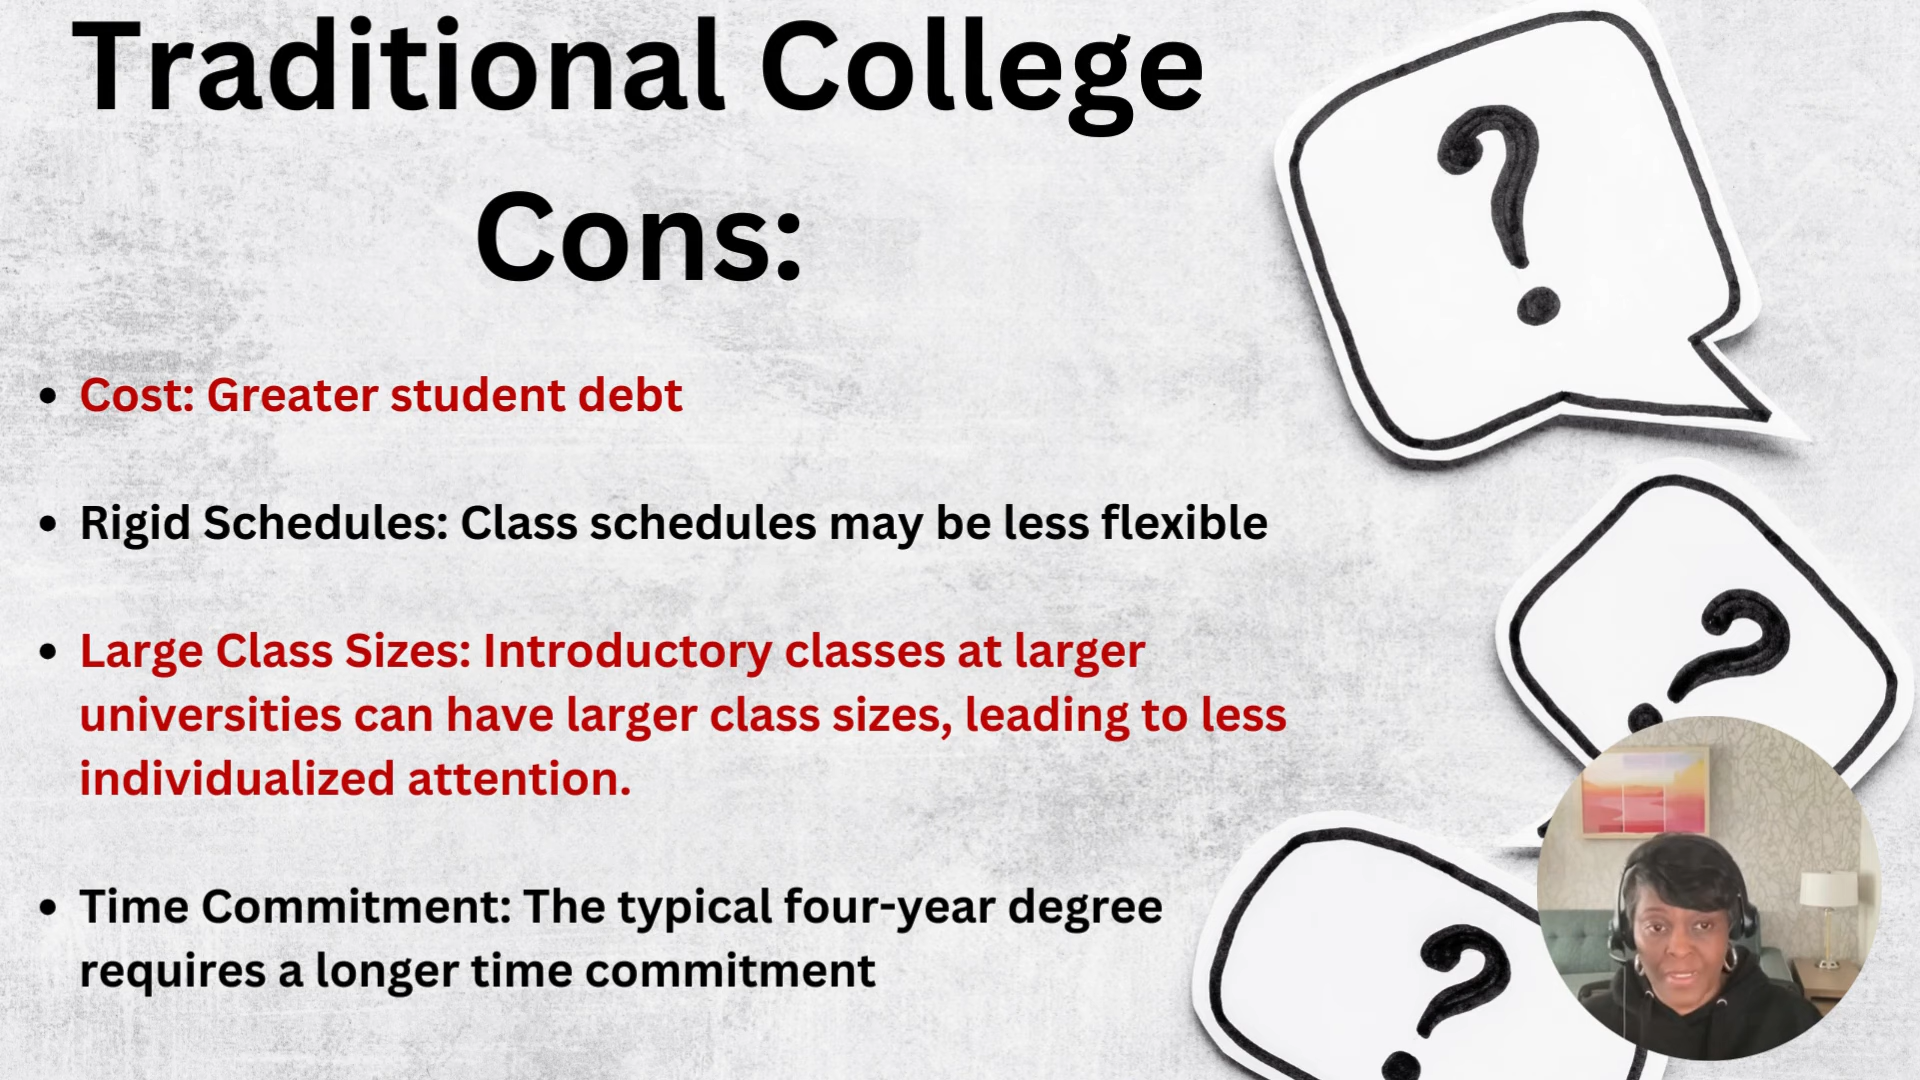 Traditional College
Cons:
• Cost: Greater student debt
• Rigid Schedules: Class schedules may be less flexible
• Large Class Sizes: Introductory classes at larger
universities can have larger class sizes, leading to less
individualized attention.
• Time Commitment: The typical four-year degree
requires a longer time commitment
?
?
?